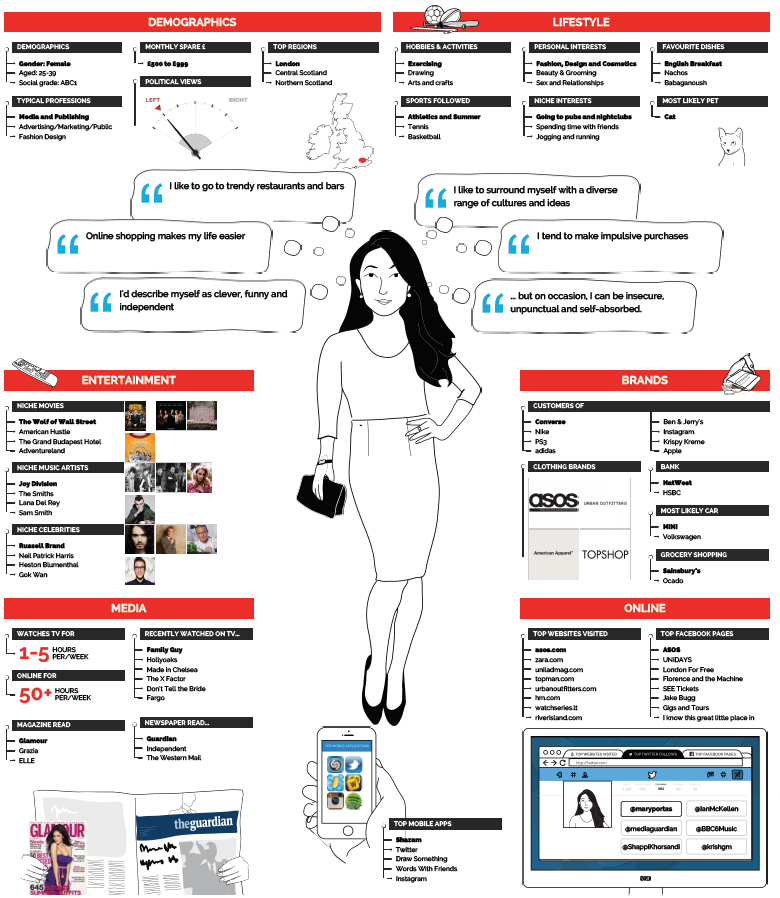 DEMOGRAPHICS
DEMOGRAPHICS
Gender: Female
Aged: 25-39
Social grade: ABC1
MONTHLY SPARE £
£500 to £999
TOP REGIONS
London
Central Scotland
Northern Scotland
TYPICAL PROFESSIONS
Media and Publishing
Advertising/Marketing/Public
Fashion Design
POLITICAL VIEWS
LEFT
RIGHT
LIFESTYLE
HOBBIES & ACTIVITIES
Exercising
Drawing
Arts and crafts
PERSONAL INTERESTS
Fashion, Design and Cosmetics
Beauty & Grooming
Sex and Relationships
FAVOURITE DISHES
English Breakfast
Nachos
Babaganoush
SPORTS FOLLOWED
Athletics and Summer
Tennis
Basketball
NICHE INTERESTS
Going to pubs and nightclubs
Spending time with friends
Jogging and running
MOST LIKELY PET
Cat
I like to go to trendy restaurants and bars
Online shopping makes my life easier
I'd describe myself as clever, funny and
independent
I like to surround myself with a diverse
range of cultures and ideas
I tend to make impulsive purchases
... but on occasion, I can be insecure,
unpunctual and self-absorbed.
ENTERTAINMENT
NICHE MOVIES
The Wolf of Wall Street
American Hustle
The Grand Budapest Hotel
Adventureland
NICHE MUSIC ARTISTS
Joy Division
The Smiths
Lana Del Rey
Sam Smith
NICHE CELEBRITIES
Russell Brand
Neil Patrick Harris
Heston Blumenthal
Gok Wan
BRANDS
CUSTOMERS OF
Converse
Nike
PS3
adidas
Ben & Jerry's
Instagram
Krispy Kreme
Apple
CLOTHING BRANDS
asos
URBAN OUTFITTERS
American Apparel
TOPSHOP
BANK
NatWest
HSBC
MOST LIKELY CAR
MINI
Volkswagen
GROCERY SHOPPING
Sainsbury's
Ocado
MEDIA
WATCHES TV FOR
1-5 HOURS
PER/WEEK
ONLINE FOR
50+ HOURS
PER/WEEK
RECENTLY WATCHED ON TV...
Family Guy
Hollyoaks
Made in Chelsea
The X Factor
Don't Tell the Bride
Fargo
MAGAZINE READ
Glamour
Grazia
ELLE
NEWSPAPER READ...
Guardian
Independent
The Western Mail
GLAMOUR
645
theguardian
TOP MOBILE APPLICATIONS
TOP MOBILE APPS
Shazam
Twitter
Draw Something
Words With Friends
Instagram
ONLINE
TOP WEBSITES VISITED
asos.com
zara.com
uniladmag.com
topman.com
urbanoutfitters.com
hm.com
watchseries.lt
riverisland.com
TOP FACEBOOK PAGES
ASOS
UNIDAYS
London For Free
Florence and the Machine
SEE Tickets
Jake Bugg
Gigs and Tours
I know this great little place in
TOP WEBSITES VISITED
TOP TWITTER FOLLOWS
TOP FACEBOOK PAGES
http://twitter.com
@maryportas
@IanMcKellen
@mediaguardian
@BBC6Music
@ShappiKhorsandi
@krishgm